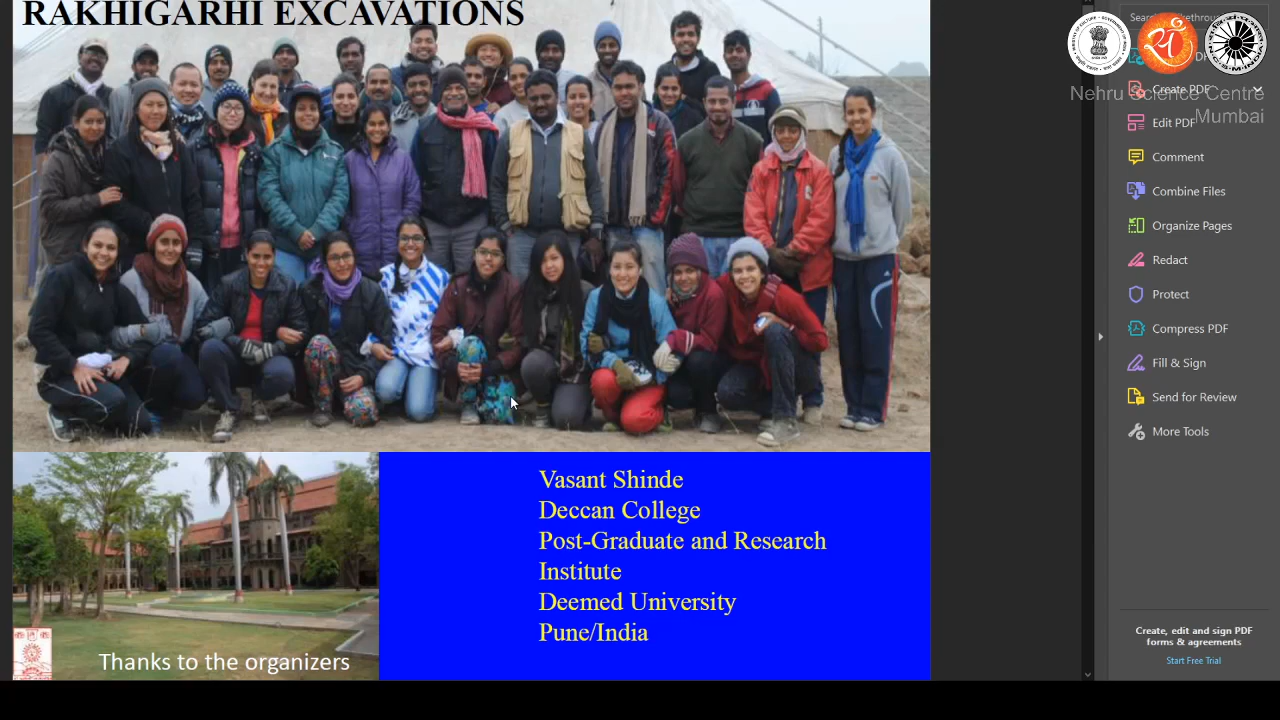 RAKHIGARHI EXCAVATIONS
Vasant Shinde
Deccan College
Post-Graduate and Research
Institute
Deemed University
Pune/India
Thanks to the organizers
Nehru Science Centre
Mumbai
Create PDF
Edit PDF
Comment
Combine Files
Organize Pages
Redact
Protect
Compress PDF
Fill & Sign
Send for Review
More Tools
Create, edit and sign PDF
forms & agreements
Start Free Trial